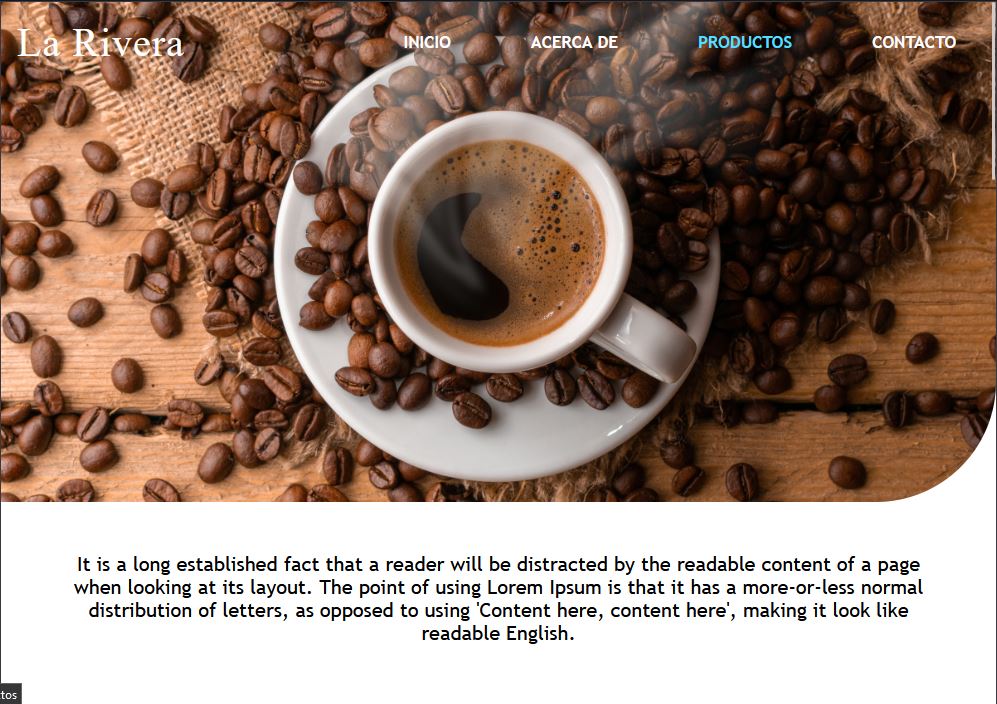 La Rivera
INICIO ACERCA DE PRODUCTOS CONTACTO
It is a long established fact that a reader will be distracted by the readable content of a page
when looking at its layout. The point of using Lorem Ipsum is that it has a more-or-less normal
distribution of letters, as opposed to using 'Content here, content here', making it look like
readable English.
tos